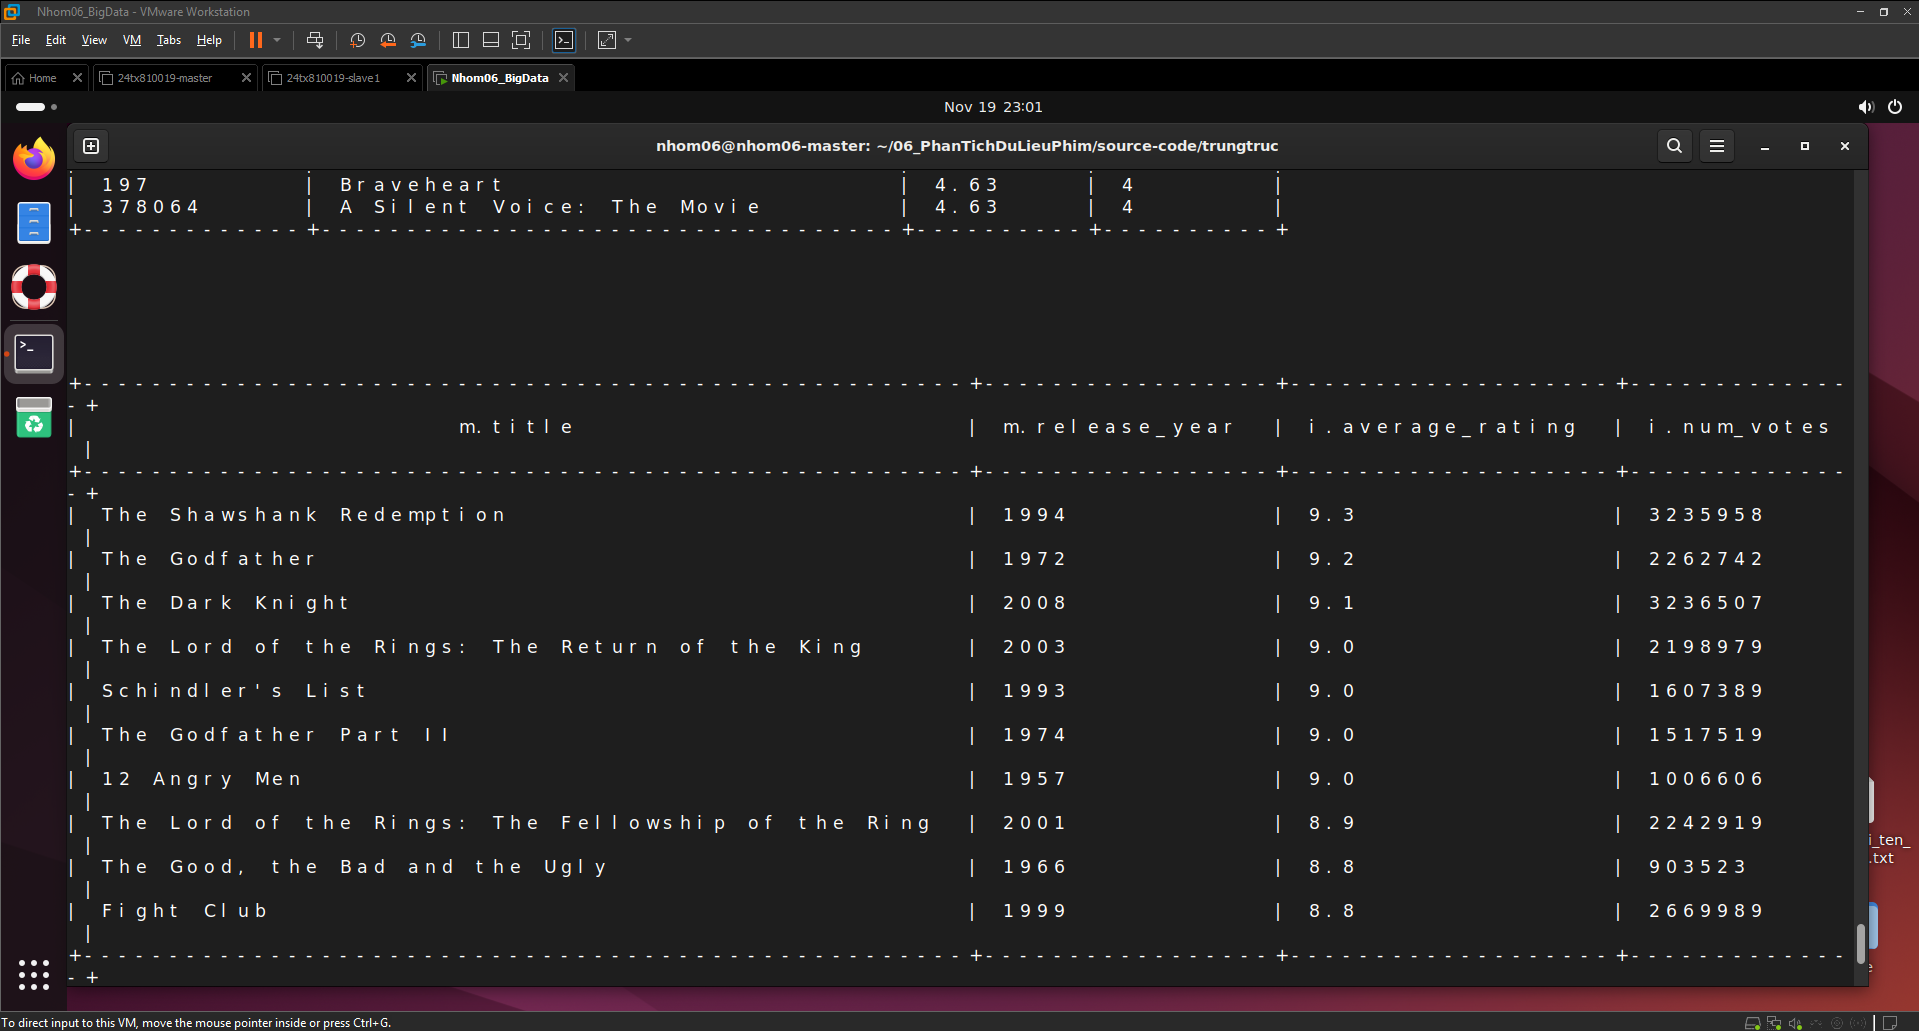 Nhom06_BigData - VMware Workstation
File Edit View VM Tabs Help
Home 24tx810019-master 24tx810019-slave1 Nhom06_BigData
Nov 19 23:01
nhom06@nhom06-master: ~/06_PhanTichDuLieuPhim/source-code/trungtruc
| 197 | Braveheart | 4.63 | 4 |
| 378064 | A Silent Voice: The Movie | 4.63 | 4 |
+-------------+----------------------------------+----------+----------+
+----------------------------------------------------+-----------------+-------------------+-------------
-+
| m.title | m.release_year | i.average_rating | i.num_votes
|
+----------------------------------------------------+-----------------+-------------------+-------------
-+
| The Shawshank Redemption | 1994 | 9.3 | 3235958
|
| The Godfather | 1972 | 9.2 | 2262742
|
| The Dark Knight | 2008 | 9.1 | 3236507
|
| The Lord of the Rings: The Return of the King | 2003 | 9.0 | 2198979
|
| Schindler's List | 1993 | 9.0 | 1607389
|
| The Godfather Part II | 1974 | 9.0 | 1517519
|
| 12 Angry Men | 1957 | 9.0 | 1006606
|
| The Lord of the Rings: The Fellowship of the Ring | 2001 | 8.9 | 2242919
|
| The Good, the Bad and the Ugly | 1966 | 8.8 | 903523
|
| Fight Club | 1999 | 8.8 | 2669989
|
+----------------------------------------------------+-----------------+-------------------+-------------
-+
i_ten_
.txt
e
To direct input to this VM, move the mouse pointer inside or press Ctrl+G.